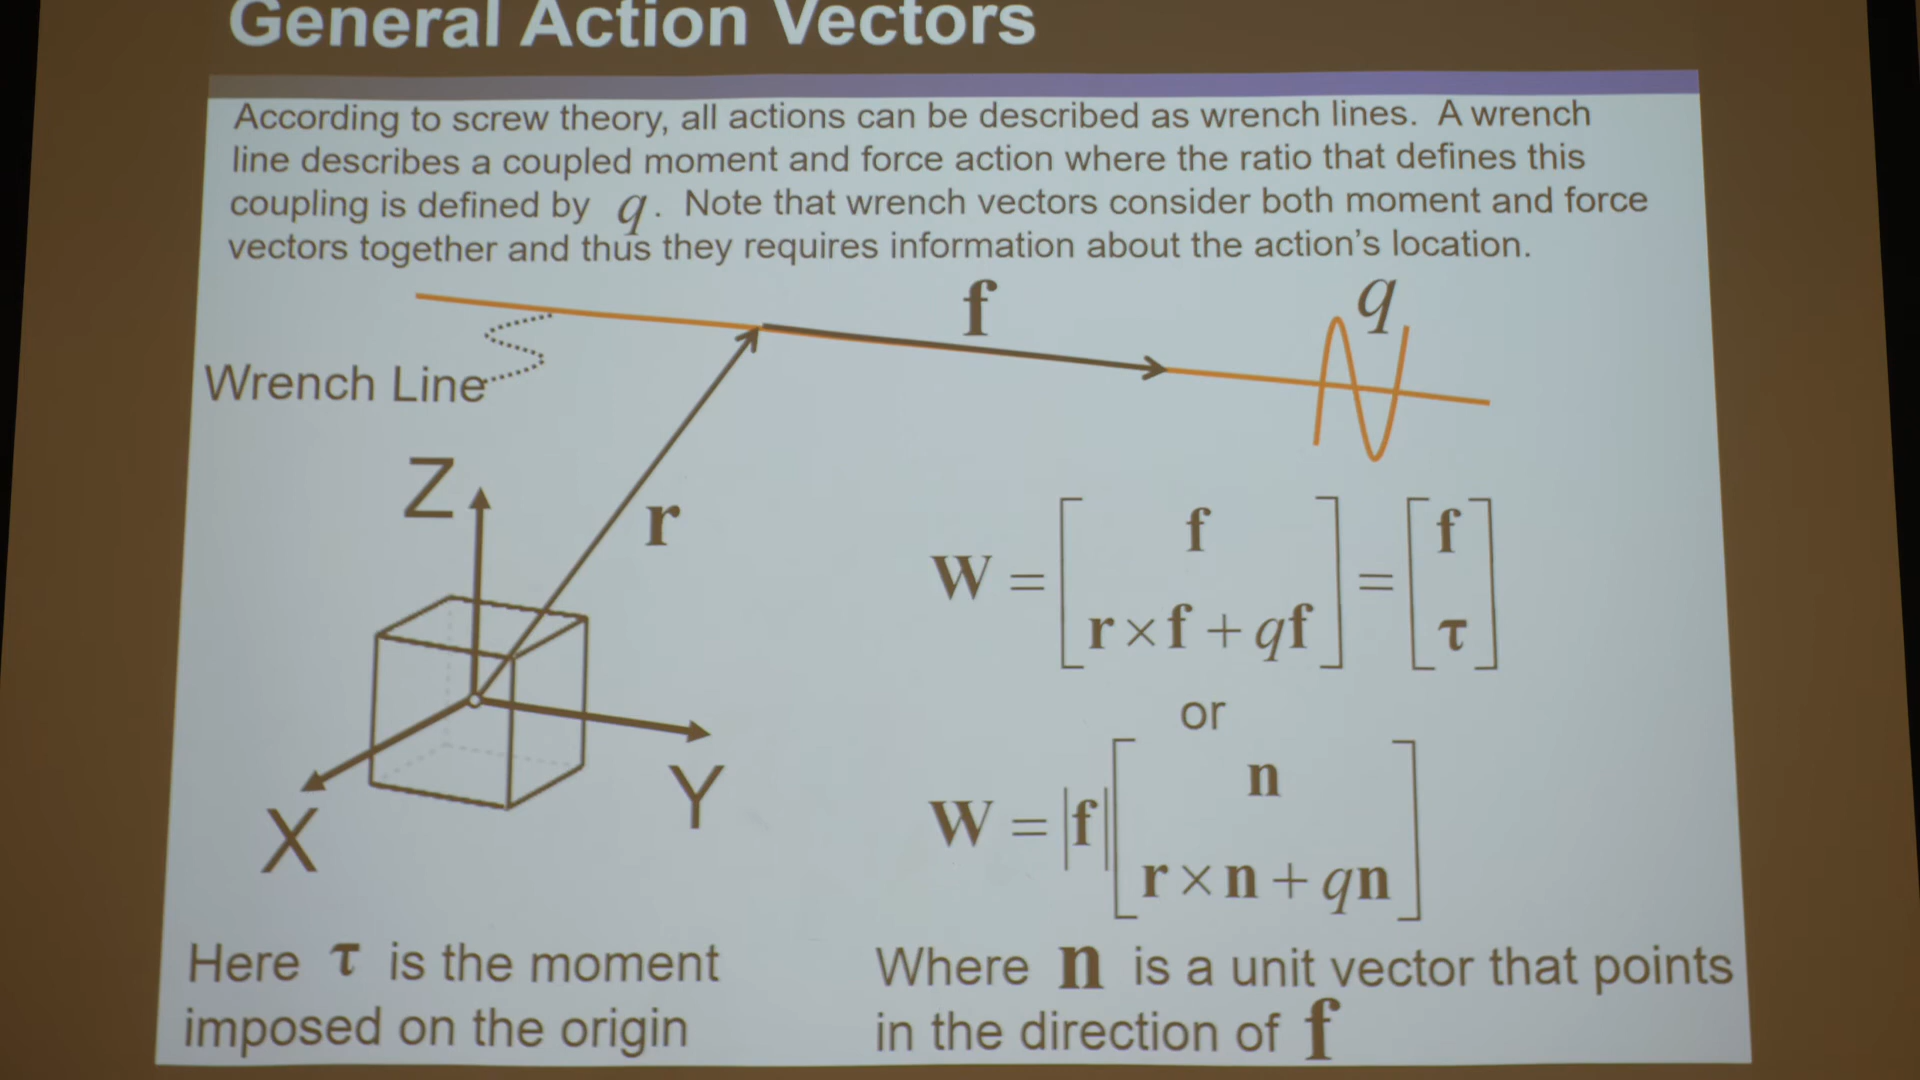 General Action Vectors
According to screw theory, all actions can be described as wrench lines. A wrench
line describes a coupled moment and force action where the ratio that defines this
coupling is defined by q. Note that wrench vectors consider both moment and force
vectors together and thus they requires information about the action's location.
f
q
Wrench Line
Z
r
X
Y
W = [ f ; r × f + qf ] = [ f ; τ ]
or
W = |f| [ n ; r × n + qn ]
Here τ is the moment
imposed on the origin
Where n is a unit vector that points
in the direction of f